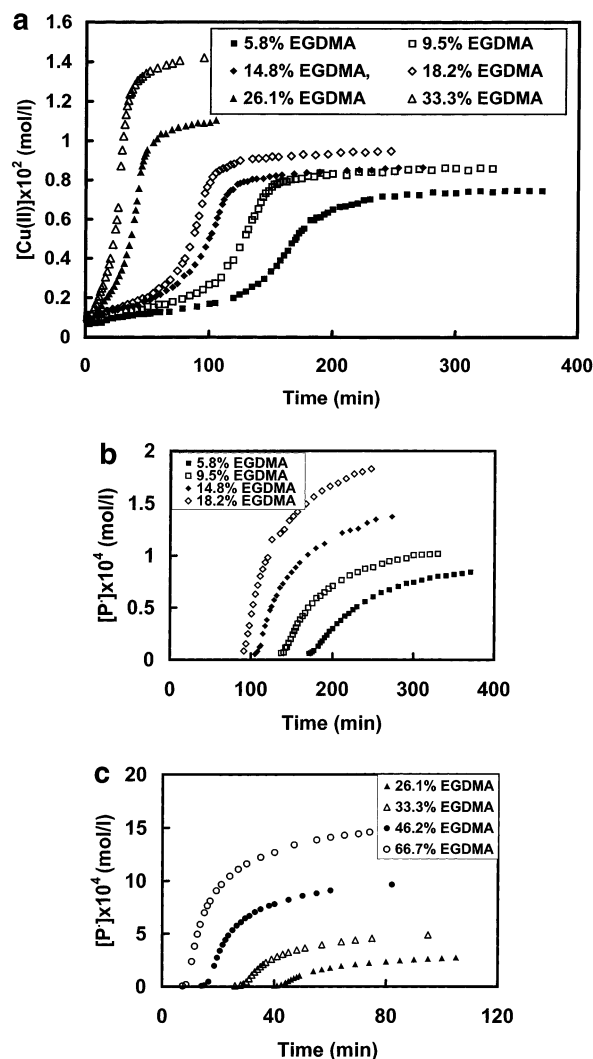 a
1.6
1.4
1.2
1
0.8
0.6
0.4
0.2
0
[Cu(II)]x10² (mol/l)
5.8% EGDMA
9.5% EGDMA
14.8% EGDMA,
18.2% EGDMA
26.1% EGDMA
33.3% EGDMA
0 100 200 300 400
Time (min)
b
2
1.5
1
0.5
0
[P·]x10⁴ (mol/l)
5.8% EGDMA
9.5% EGDMA
14.8% EGDMA
18.2% EGDMA
0 100 200 300 400
Time (min)
c
20
15
10
5
0
[P·]x10⁴ (mol/l)
26.1% EGDMA
33.3% EGDMA
46.2% EGDMA
66.7% EGDMA
0 40 80 120
Time (min)